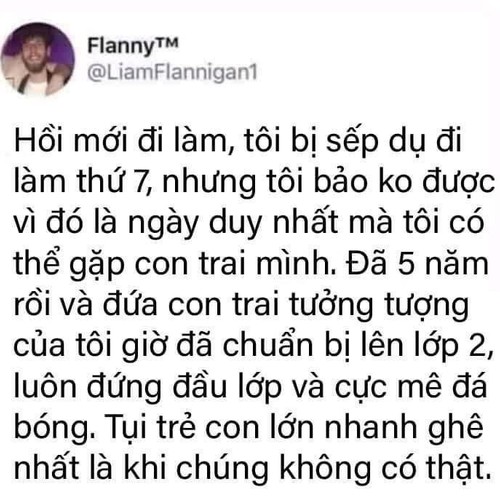 Flanny™
@LiamFlannigan1
Hồi mới đi làm, tôi bị sếp dụ đi
làm thứ 7, nhưng tôi bảo ko được
vì đó là ngày duy nhất mà tôi có
thể gặp con trai mình. Đã 5 năm
rồi và đứa con trai tưởng tượng
của tôi giờ đã chuẩn bị lên lớp 2,
luôn đứng đầu lớp và cực mê đá
bóng. Tụi trẻ con lớn nhanh ghê
nhất là khi chúng không có thật.